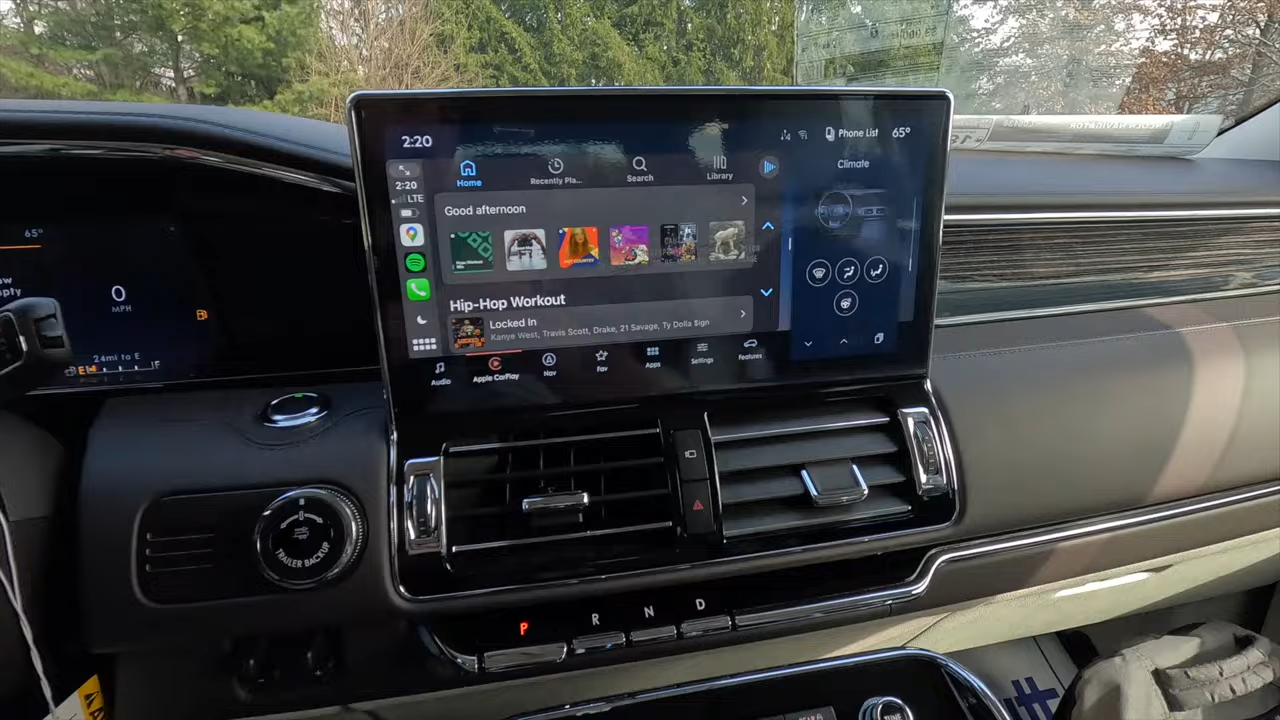 2:20
Phone List
65°
2:20
LTE
Home
Recently Pla...
Search
Library
Good afternoon
Hip-Hop Workout
Locked In
Kanye West, Travis Scott, Drake, 21 Savage, Ty Dolla $ign
Climate
Audio
Apple CarPlay
Nav
Fav
Apps
Settings
Features
65°
0
MPH
24mi to E
E
F
TRAILER BACKUP
P
R
N
D
TUNE